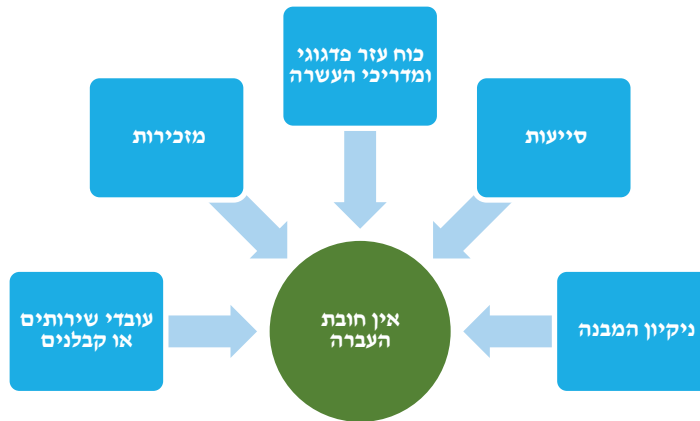 כוח עזר פדגוגי
ומדריכי העשרה
סייעות
מזכירות
ניקיון המבנה
אין חובת
העברה
עובדי שירותים
או קבלנים